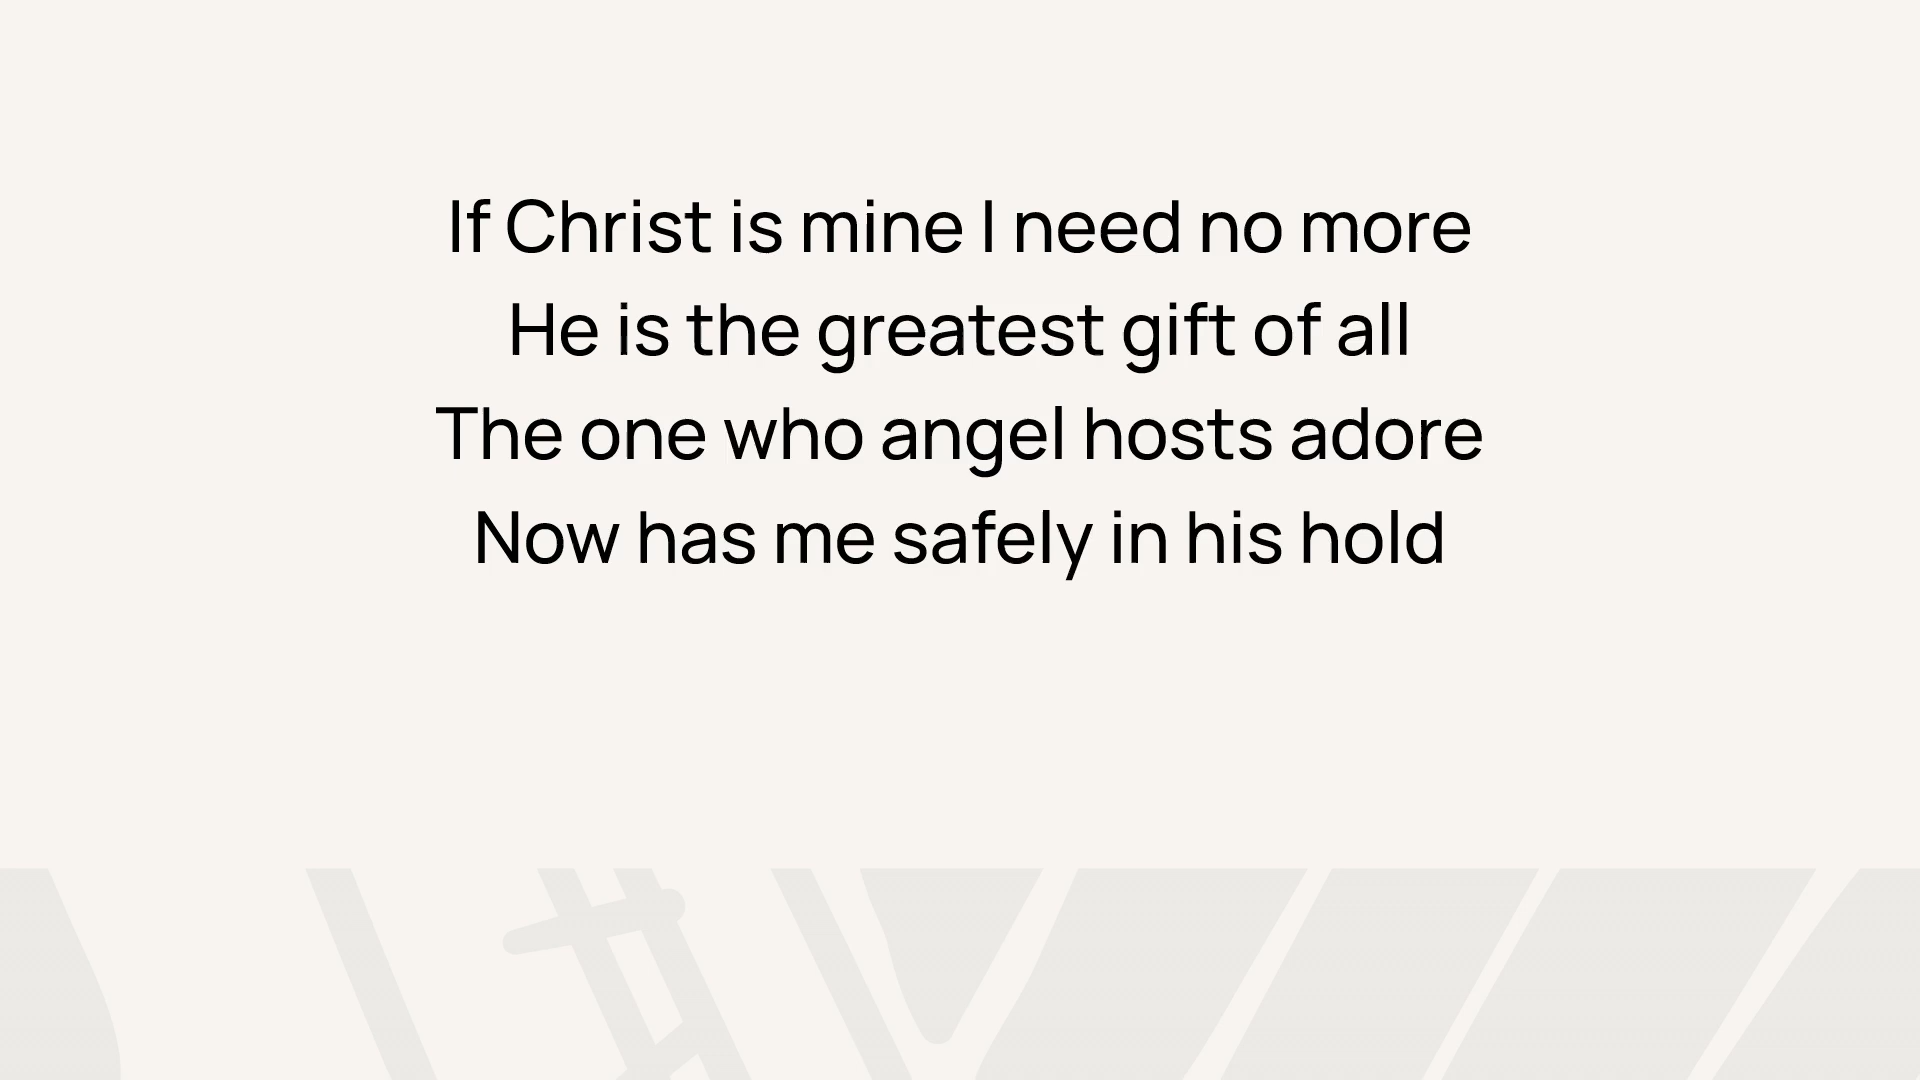 If Christ is mine I need no more
He is the greatest gift of all
The one who angel hosts adore
Now has me safely in his hold